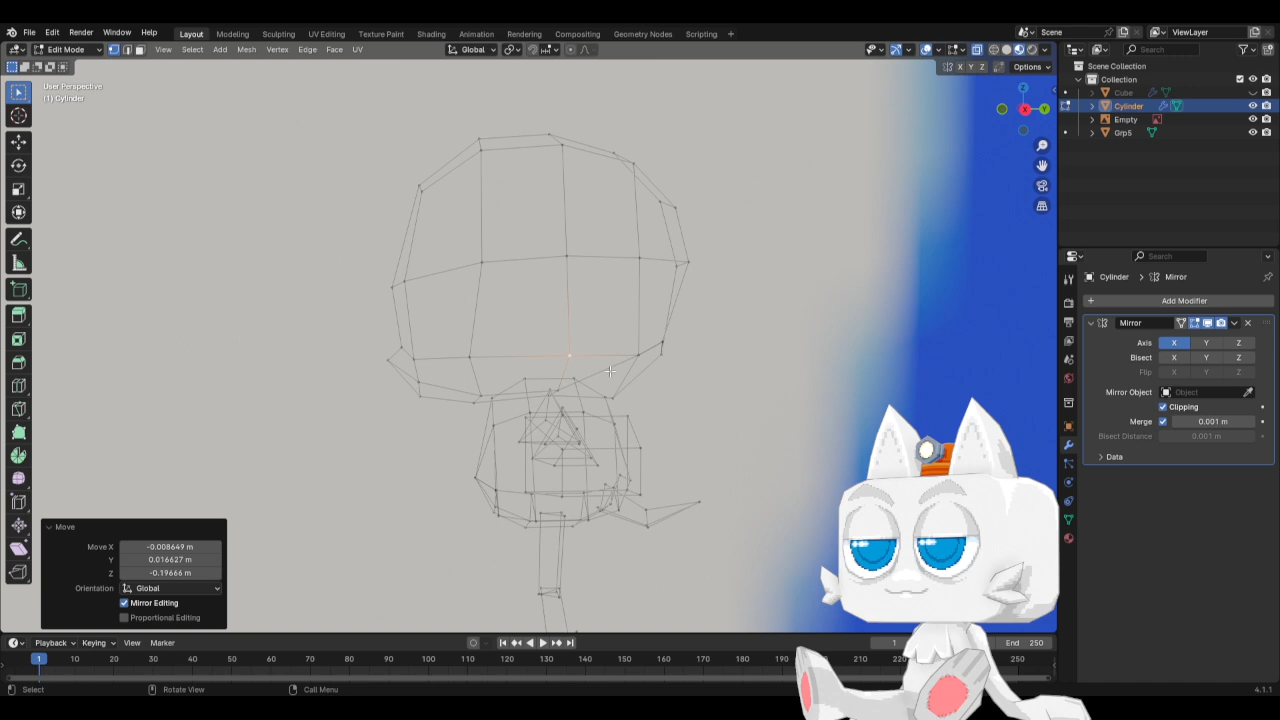 File Edit Render Window Help Layout Modeling Sculpting UV Editing Texture Paint Shading Animation Rendering Compositing Geometry Nodes Scripting + Scene ViewLayer
Edit Mode View Select Add Mesh Vertex Edge Face UV Global Search
X Y Z Options
User Perspective
(1) Cylinder
Z
X Y
Scene Collection
Collection
Cube
Cylinder
Empty
Grp5
Search
Cylinder > Mirror
+ Add Modifier
Mirror
Axis X Y Z
Bisect X Y Z
Flip X Y Z
Mirror Object Object
Clipping
Merge 0.001 m
Bisect Distance 0.001 m
Data
Move
Move X -0.008649 m
Y 0.016627 m
Z -0.19666 m
Orientation Global
Mirror Editing
Proportional Editing
Playback Keying View Marker 1 End 250
1 10 20 30 40 50 60 70 80 90 100 110 120 130 140 150 160 170 180 190 200 210 250
Select Rotate View Call Menu 4.1.1